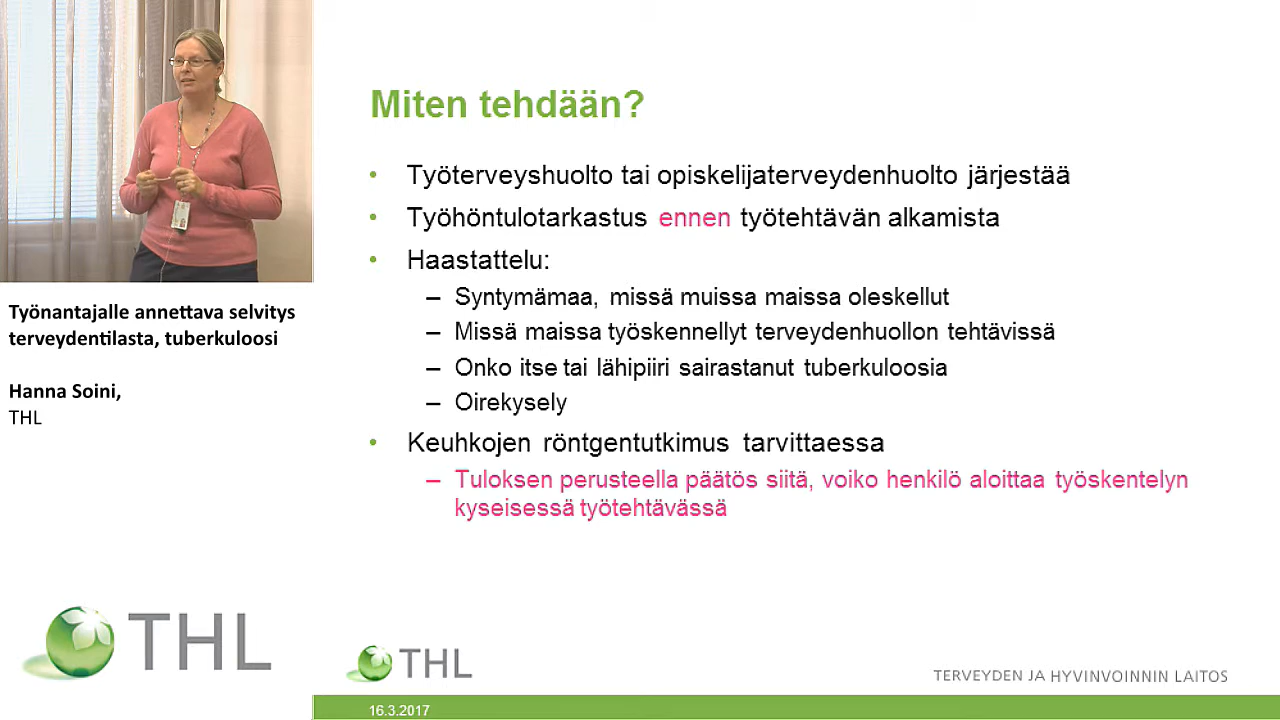 Työnantajalle annettava selvitys
terveydentilasta, tuberkuloosi
Hanna Soini,
THL
THL
Miten tehdään?
• Työterveyshuolto tai opiskelijaterveydenhuolto järjestää
• Työhöntulotarkastus ennen työtehtävän alkamista
• Haastattelu:
– Syntymämaa, missä muissa maissa oleskellut
– Missä maissa työskennellyt terveydenhuollon tehtävissä
– Onko itse tai lähipiiri sairastanut tuberkuloosia
– Oirekysely
• Keuhkojen röntgentutkimus tarvittaessa
– Tuloksen perusteella päätös siitä, voiko henkilö aloittaa työskentelyn
kyseisessä työtehtävässä
THL
TERVEYDEN JA HYVINVOINNIN LAITOS
16.3.2017